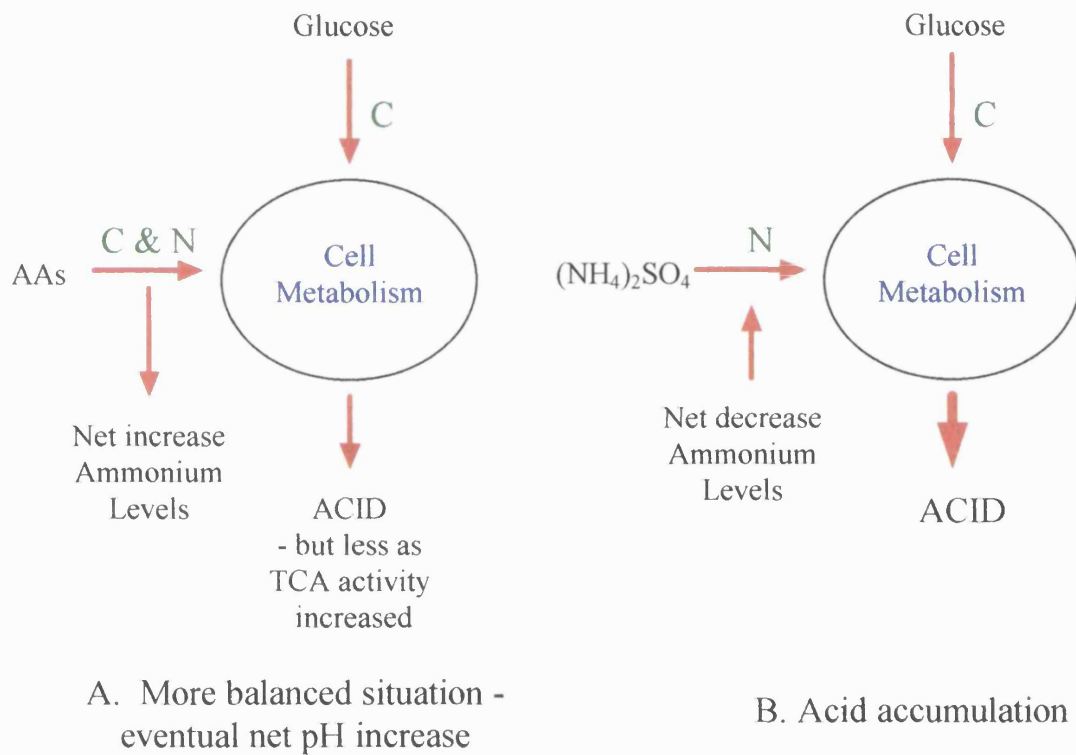 Glucose
C
C & N
AAs
Cell
Metabolism
Net increase
Ammonium
Levels
ACID
- but less as
TCA activity
increased
A. More balanced situation -
eventual net pH increase
Glucose
C
N
(NH₄)₂SO₄
Cell
Metabolism
Net decrease
Ammonium
Levels
ACID
B. Acid accumulation